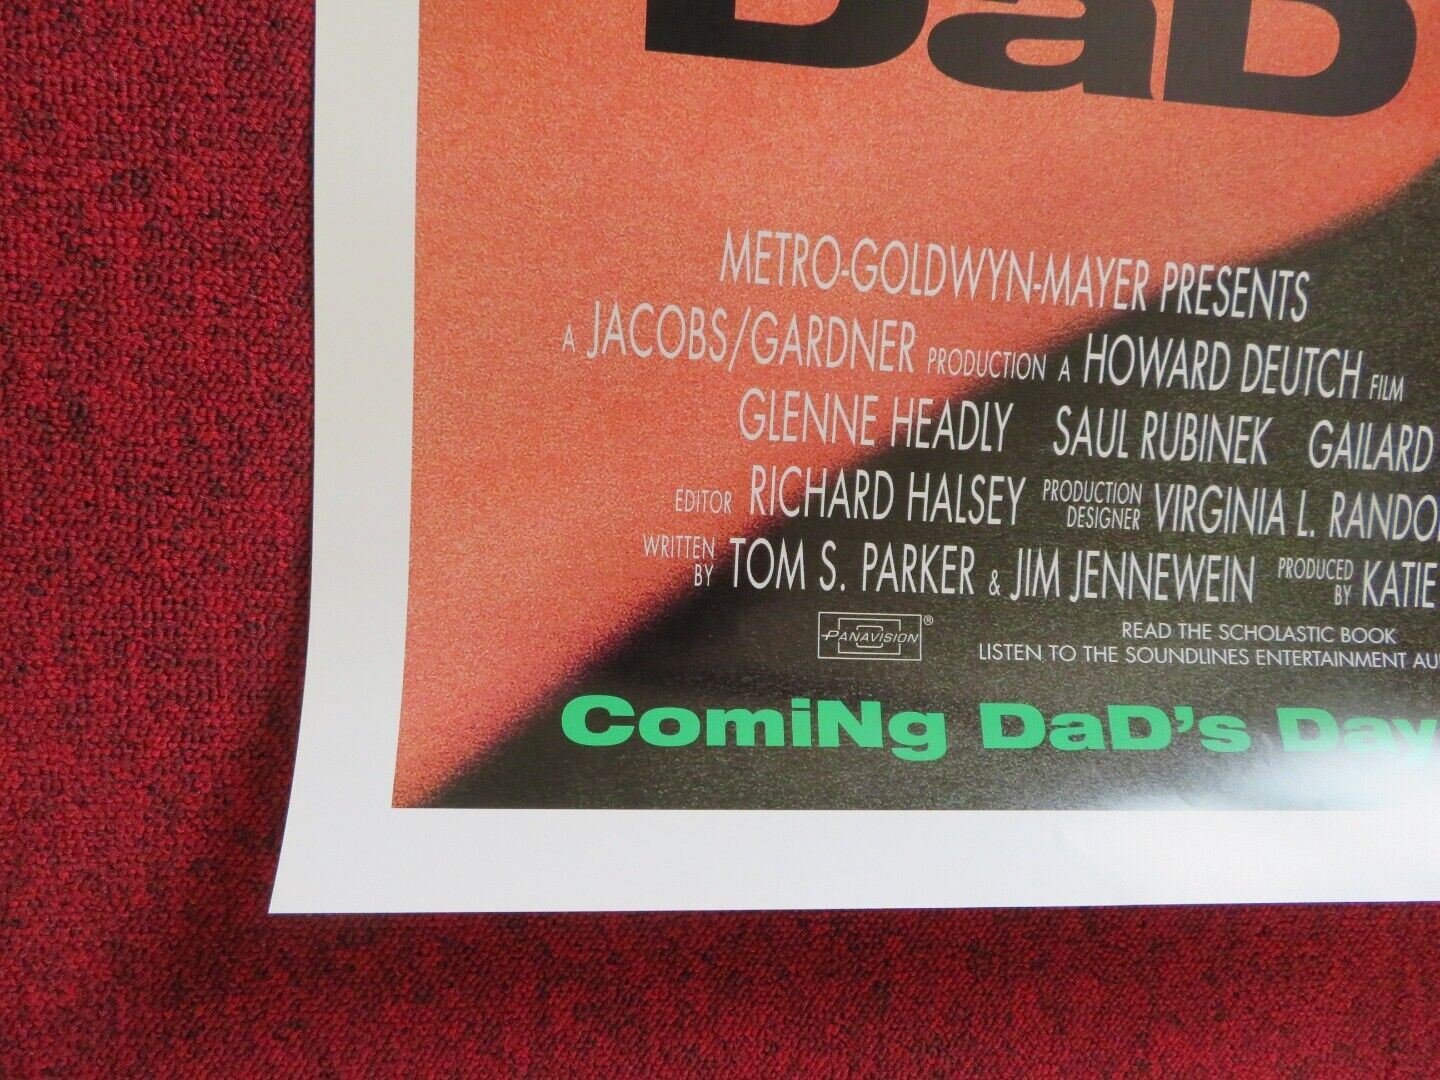 DaD
METRO-GOLDWYN-MAYER PRESENTS
A JACOBS/GARDNER PRODUCTION A HOWARD DEUTCH FILM
GLENNE HEADLY SAUL RUBINEK GAILARD
EDITOR RICHARD HALSEY PRODUCTION DESIGNER VIRGINIA L. RANDO
WRITTEN BY TOM S. PARKER & JIM JENNEWEIN PRODUCED BY KATIE
PANAVISION®
READ THE SCHOLASTIC BOOK
LISTEN TO THE SOUNDLINES ENTERTAINMENT AU
ComiNg DaD's Day